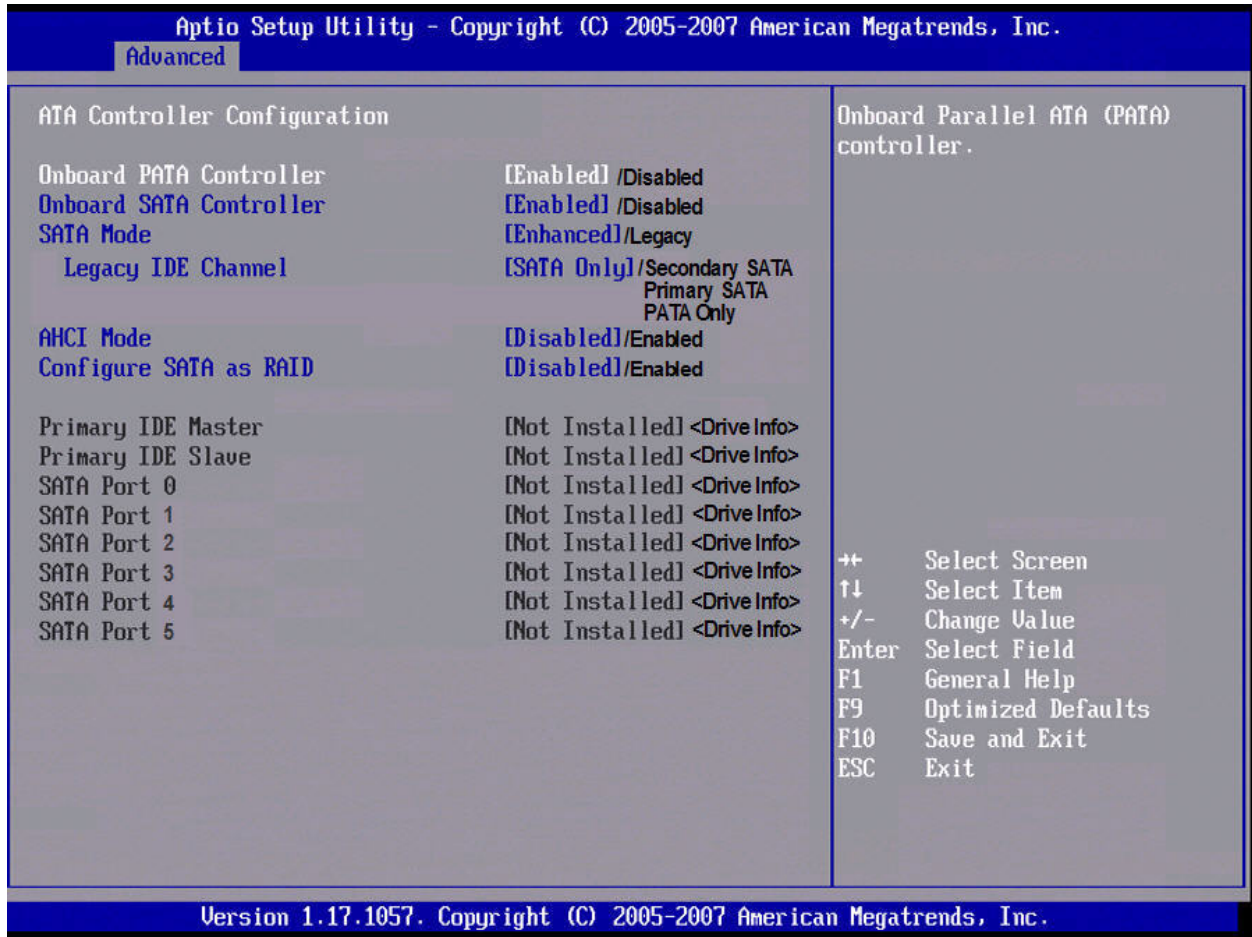 Aptio Setup Utility - Copyright (C) 2005-2007 American Megatrends, Inc.
Advanced
ATA Controller Configuration
Onboard PATA Controller [Enabled] /Disabled
Onboard SATA Controller [Enabled] /Disabled
SATA Mode [Enhanced]/Legacy
Legacy IDE Channel [SATA Only]/Secondary SATA
Primary SATA
PATA Only
AHCI Mode [Disabled]/Enabled
Configure SATA as RAID [Disabled]/Enabled
Primary IDE Master [Not Installed] <Drive Info>
Primary IDE Slave [Not Installed] <Drive Info>
SATA Port 0 [Not Installed] <Drive Info>
SATA Port 1 [Not Installed] <Drive Info>
SATA Port 2 [Not Installed] <Drive Info>
SATA Port 3 [Not Installed] <Drive Info>
SATA Port 4 [Not Installed] <Drive Info>
SATA Port 5 [Not Installed] <Drive Info>
Onboard Parallel ATA (PATA)
controller.
→← Select Screen
↑↓ Select Item
+/- Change Value
Enter Select Field
F1 General Help
F9 Optimized Defaults
F10 Save and Exit
ESC Exit
Version 1.17.1057. Copyright (C) 2005-2007 American Megatrends, Inc.